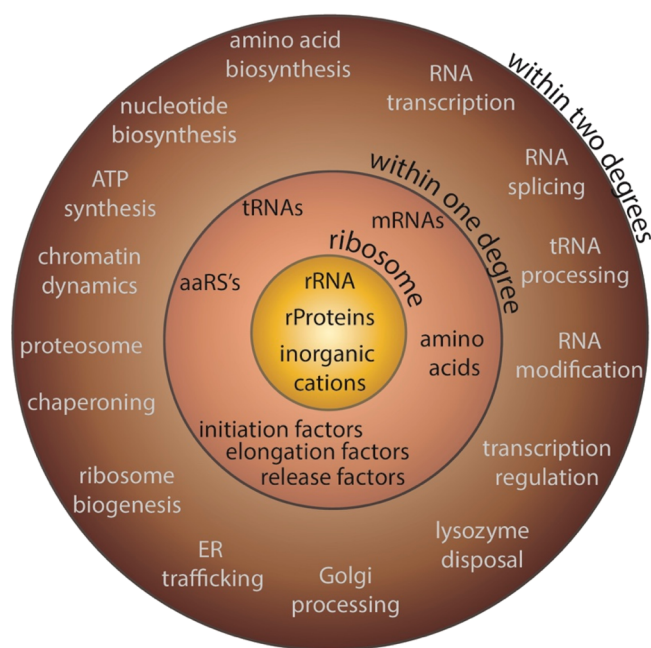 amino acid
biosynthesis
RNA
transcription
within two degrees
nucleotide
biosynthesis
RNA
splicing
ATP
synthesis
within one degree
tRNAs
mRNAs
ribosome
tRNA
processing
chromatin
dynamics
aaRS's
rRNA
rProteins
inorganic
cations
amino
acids
proteosome
RNA
modification
chaperoning
initiation factors
elongation factors
release factors
transcription
regulation
ribosome
biogenesis
lysozyme
disposal
ER
trafficking
Golgi
processing